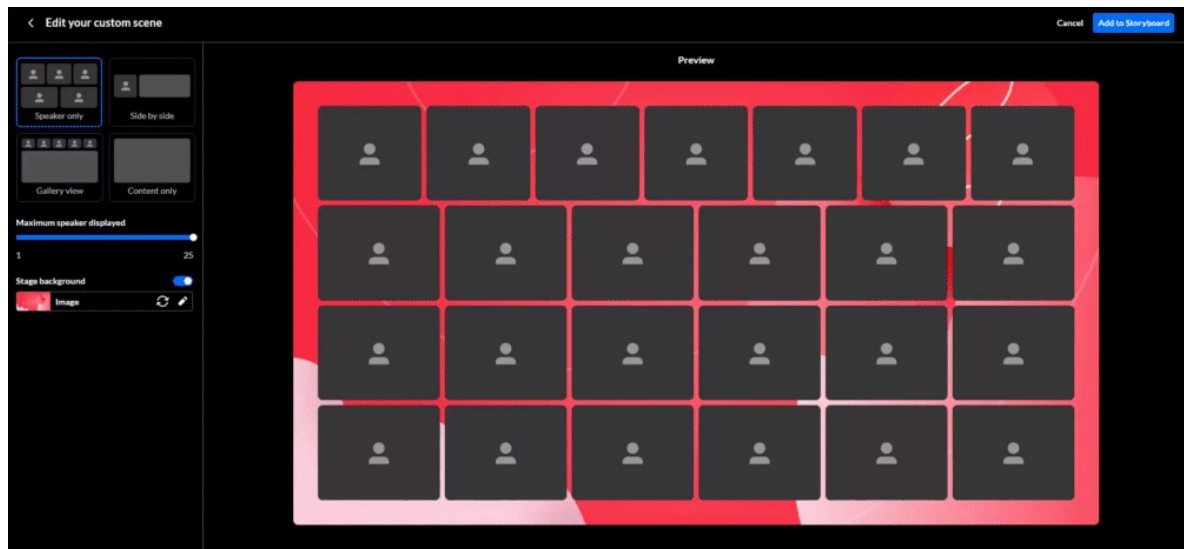 Edit your custom scene
Cancel
Add to Storyboard
Preview
Speaker only
Side by side
Gallery view
Content only
Maximum speaker displayed
1
25
Stage background
Image